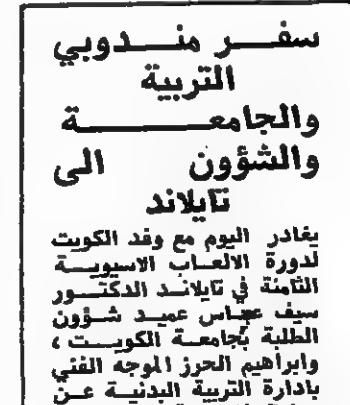 سفر مندوبي
التربية
والجامعة
والشؤون الى
تايلاند
يغادر اليوم مع وفد الكويت
لدورة الالعاب الاسيوية
الثامنة في تايلاند الدكتور
سيف عباس عميد شؤون
الطلبة بجامعة الكويت ،
وابراهيم الحرز الموجه الفني
بادارة التربية البدنية عن